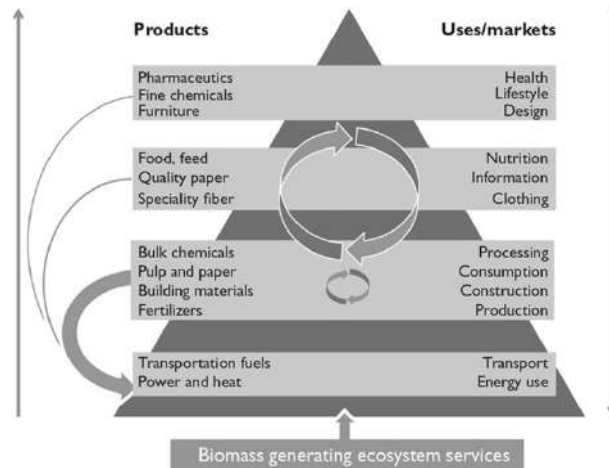 Products Uses/markets
Pharmaceutics Health
Fine chemicals Lifestyle
Furniture Design
Food, feed Nutrition
Quality paper Information
Speciality fiber Clothing
Bulk chemicals Processing
Pulp and paper Consumption
Building materials Construction
Fertilizers Production
Transportation fuels Transport
Power and heat Energy use
Biomass generating ecosystem services